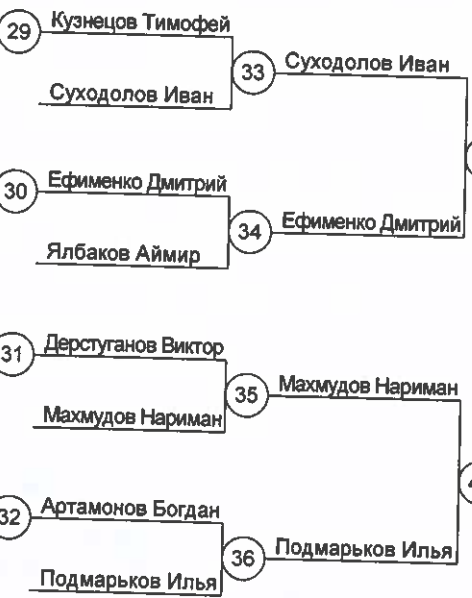 29 Кузнецов Тимофей
33 Суходолов Иван
Суходолов Иван
30 Ефименко Дмитрий
34 Ефименко Дмитрий
Ялбаков Аймир
31 Дерстуганов Виктор
35 Махмудов Нариман
Махмудов Нариман
32 Артамонов Богдан
36 Подмарьков Илья
Подмарьков Илья